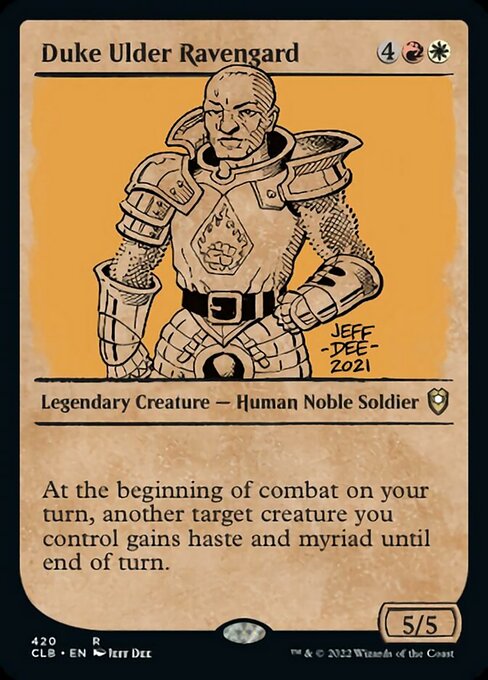 Duke Ulder Ravengard 4
JEFF
-DEE-
2021
Legendary Creature — Human Noble Soldier
At the beginning of combat on your
turn, another target creature you
control gains haste and myriad until
end of turn.
5/5
420 R
CLB • EN Jeff Dee
™ & © 2022 Wizards of the Coast